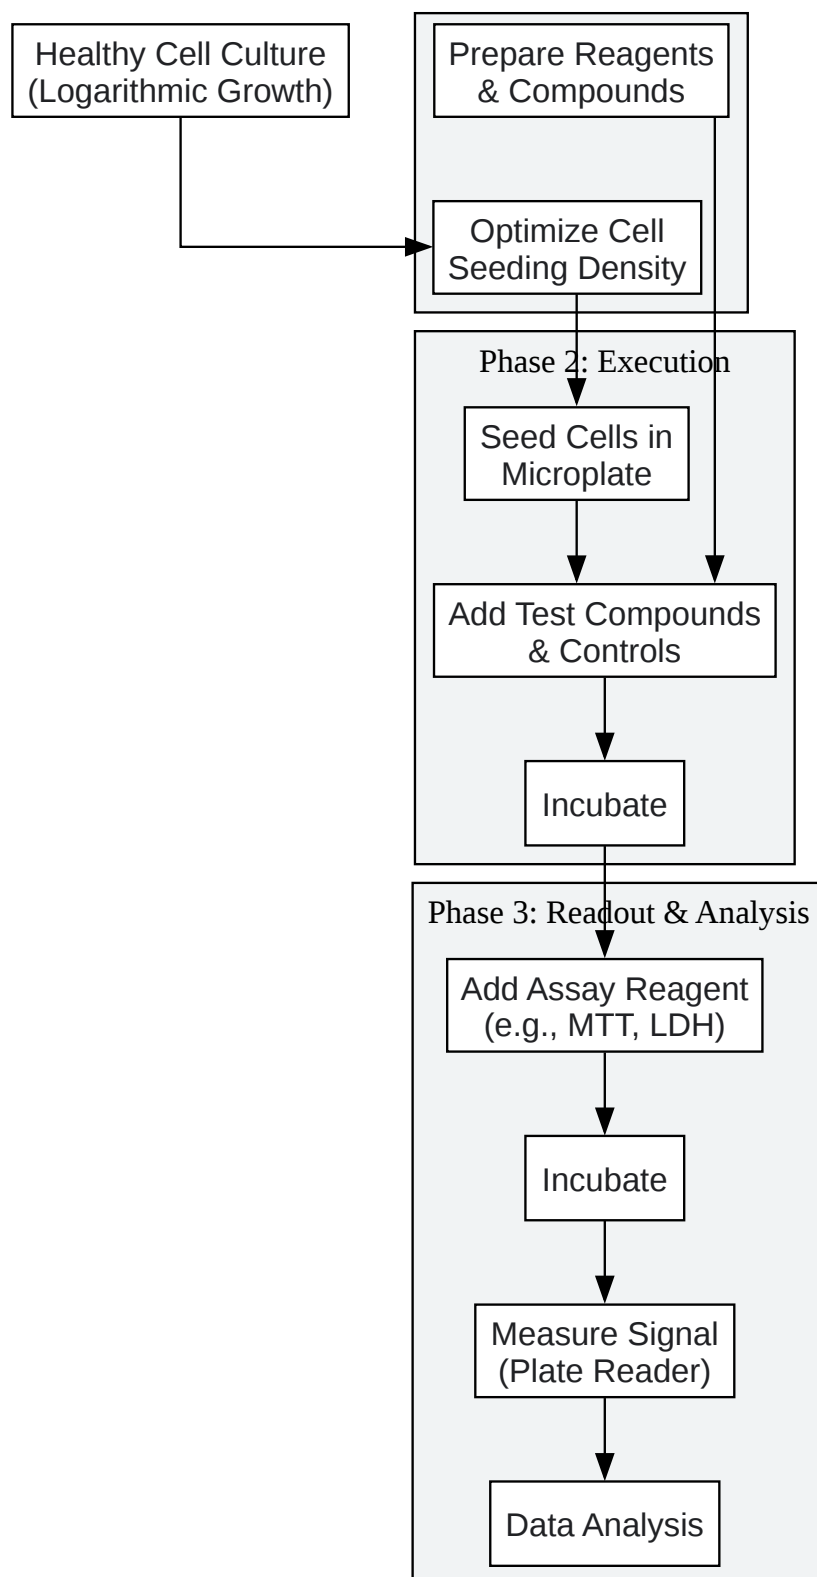 Healthy Cell Culture
(Logarithmic Growth)
Prepare Reagents
& Compounds
Optimize Cell
Seeding Density
Phase 2: Execution
Seed Cells in
Microplate
Add Test Compounds
& Controls
Incubate
Phase 3: Readout & Analysis
Add Assay Reagent
(e.g., MTT, LDH)
Incubate
Measure Signal
(Plate Reader)
Data Analysis